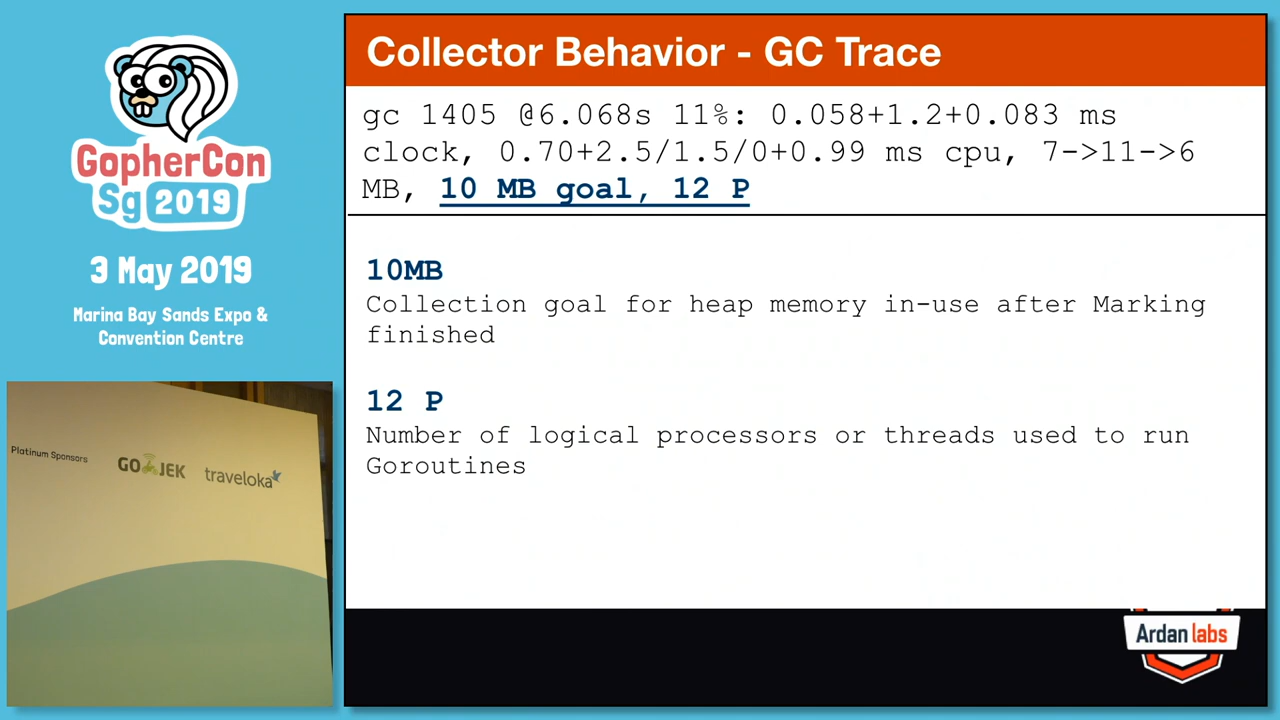 GopherCon
Sg 2019
3 May 2019
Marina Bay Sands Expo &
Convention Centre
Platinum Sponsors
GO JEK
traveloka
Collector Behavior - GC Trace
gc 1405 @6.068s 11%: 0.058+1.2+0.083 ms
clock, 0.70+2.5/1.5/0+0.99 ms cpu, 7->11->6
MB, 10 MB goal, 12 P
10MB
Collection goal for heap memory in-use after Marking
finished
12 P
Number of logical processors or threads used to run
Goroutines
Ardan labs